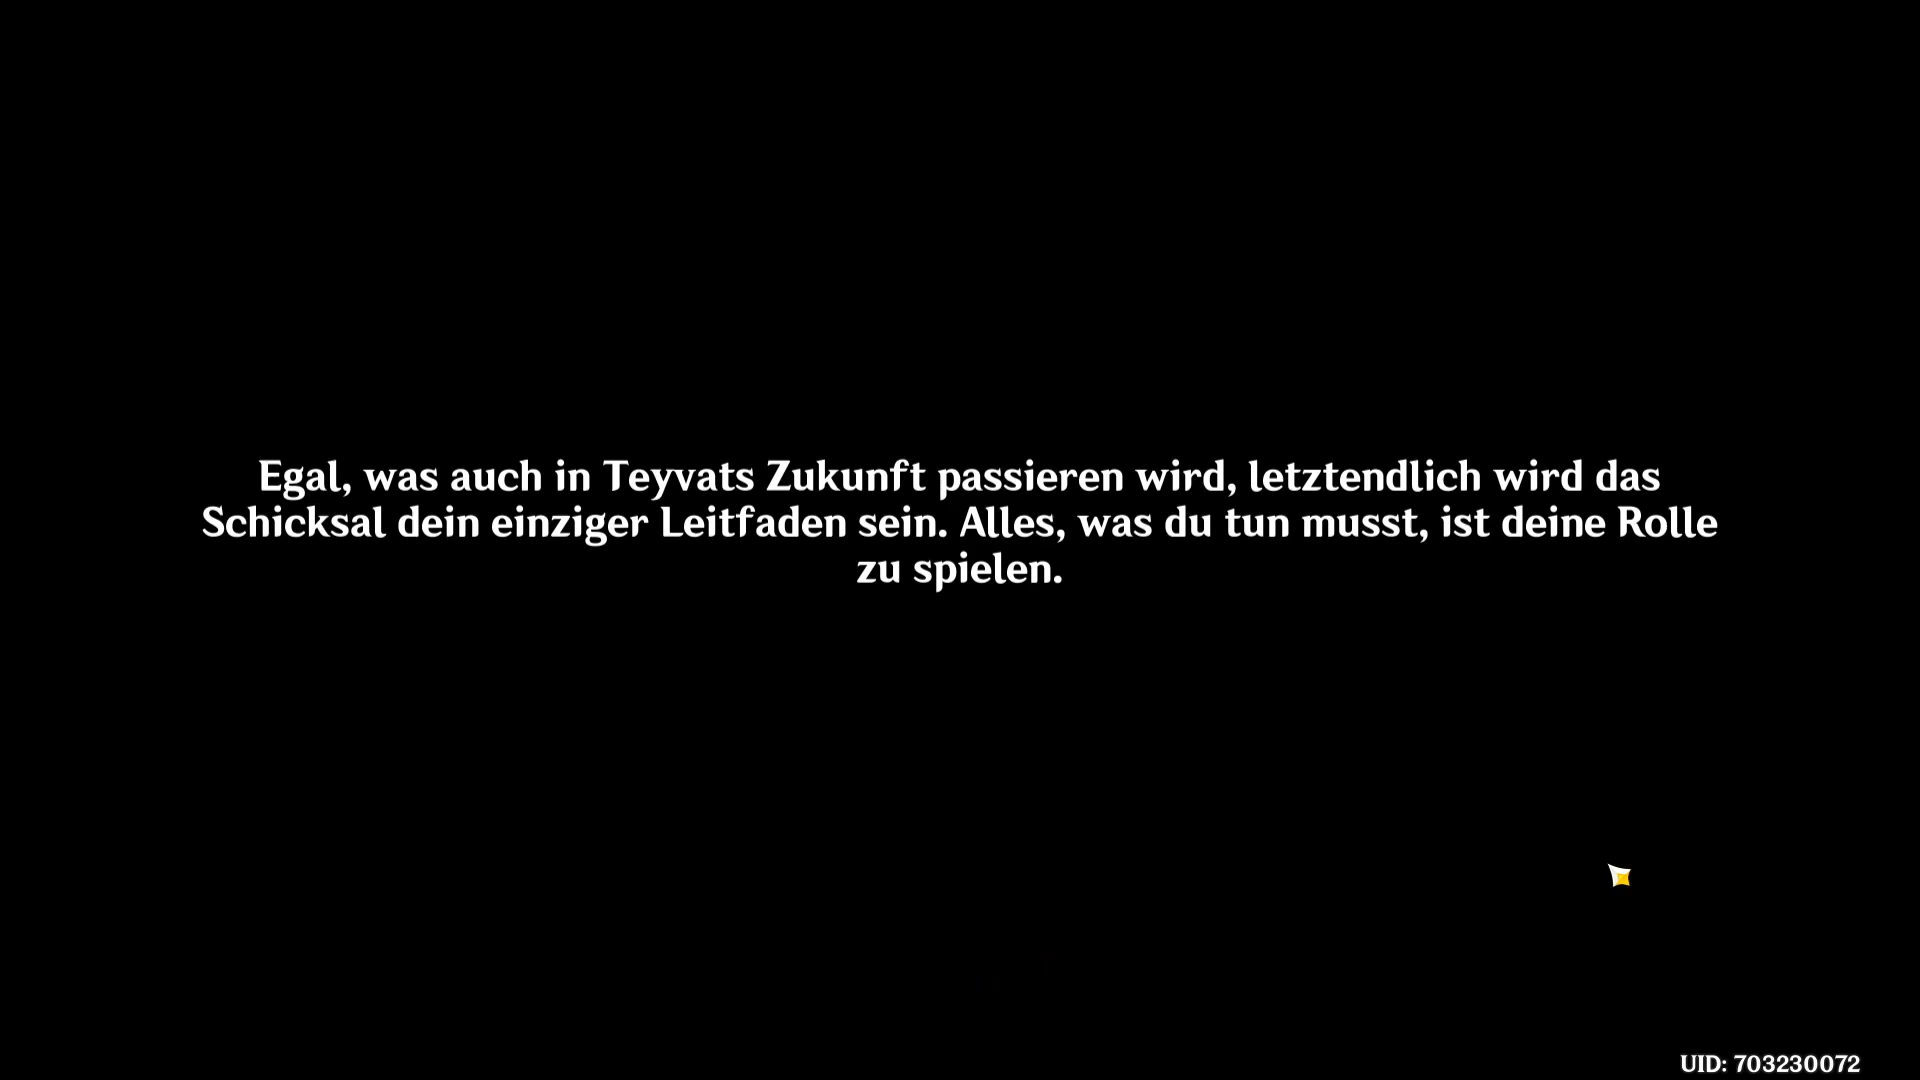 Egal, was auch in Teyvats Zukunft passieren wird, letztendlich wird das
Schicksal dein einziger Leitfaden sein. Alles, was du tun musst, ist deine Rolle
zu spielen.
UID: 703230072